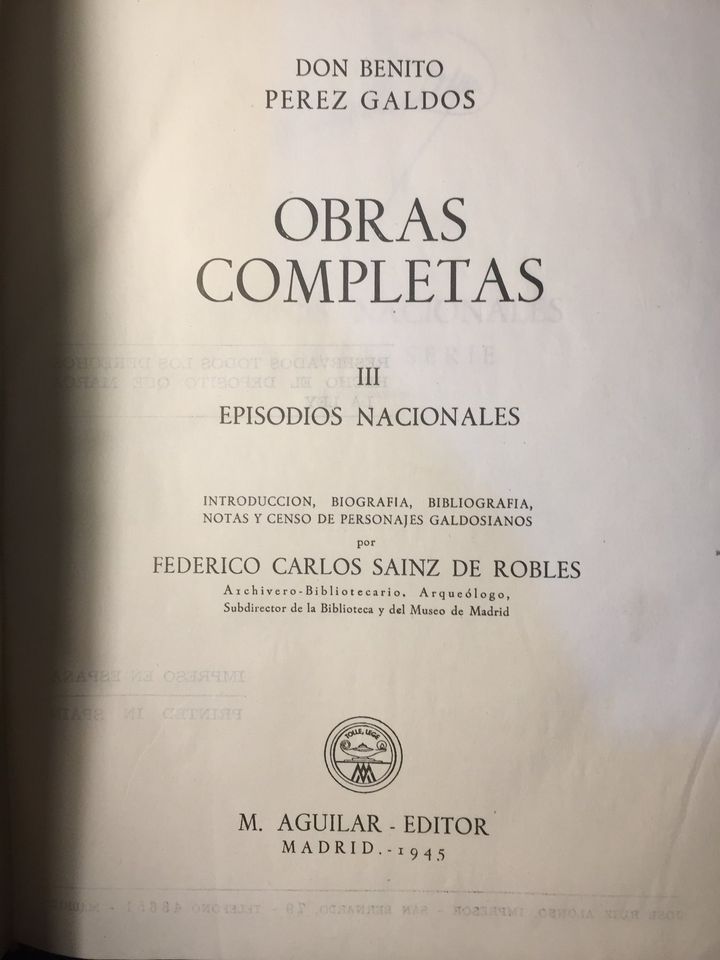 DON BENITO
PEREZ GALDOS
OBRAS
COMPLETAS
III
EPISODIOS NACIONALES
INTRODUCCION, BIOGRAFIA, BIBLIOGRAFIA,
NOTAS Y CENSO DE PERSONAJES GALDOSIANOS
por
FEDERICO CARLOS SAINZ DE ROBLES
Archivero-Bibliotecario. Arqueólogo,
Subdirector de la Biblioteca y del Museo de Madrid
TOLLE, LEGE
M. AGUILAR - EDITOR
MADRID.-1945